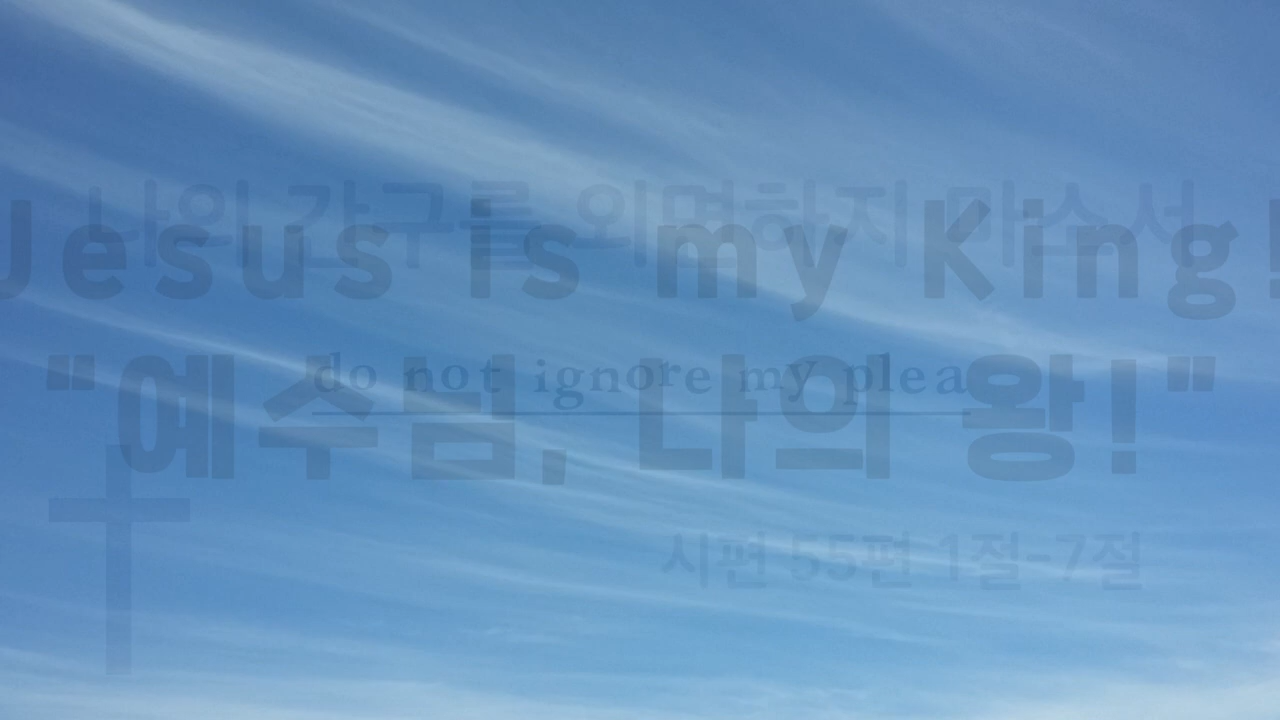 나의 간구를 외면하지 마소서
Jesus is my King!
do not ignore my plea
"예수님, 나의 왕!"
시편 55편 1절-7절